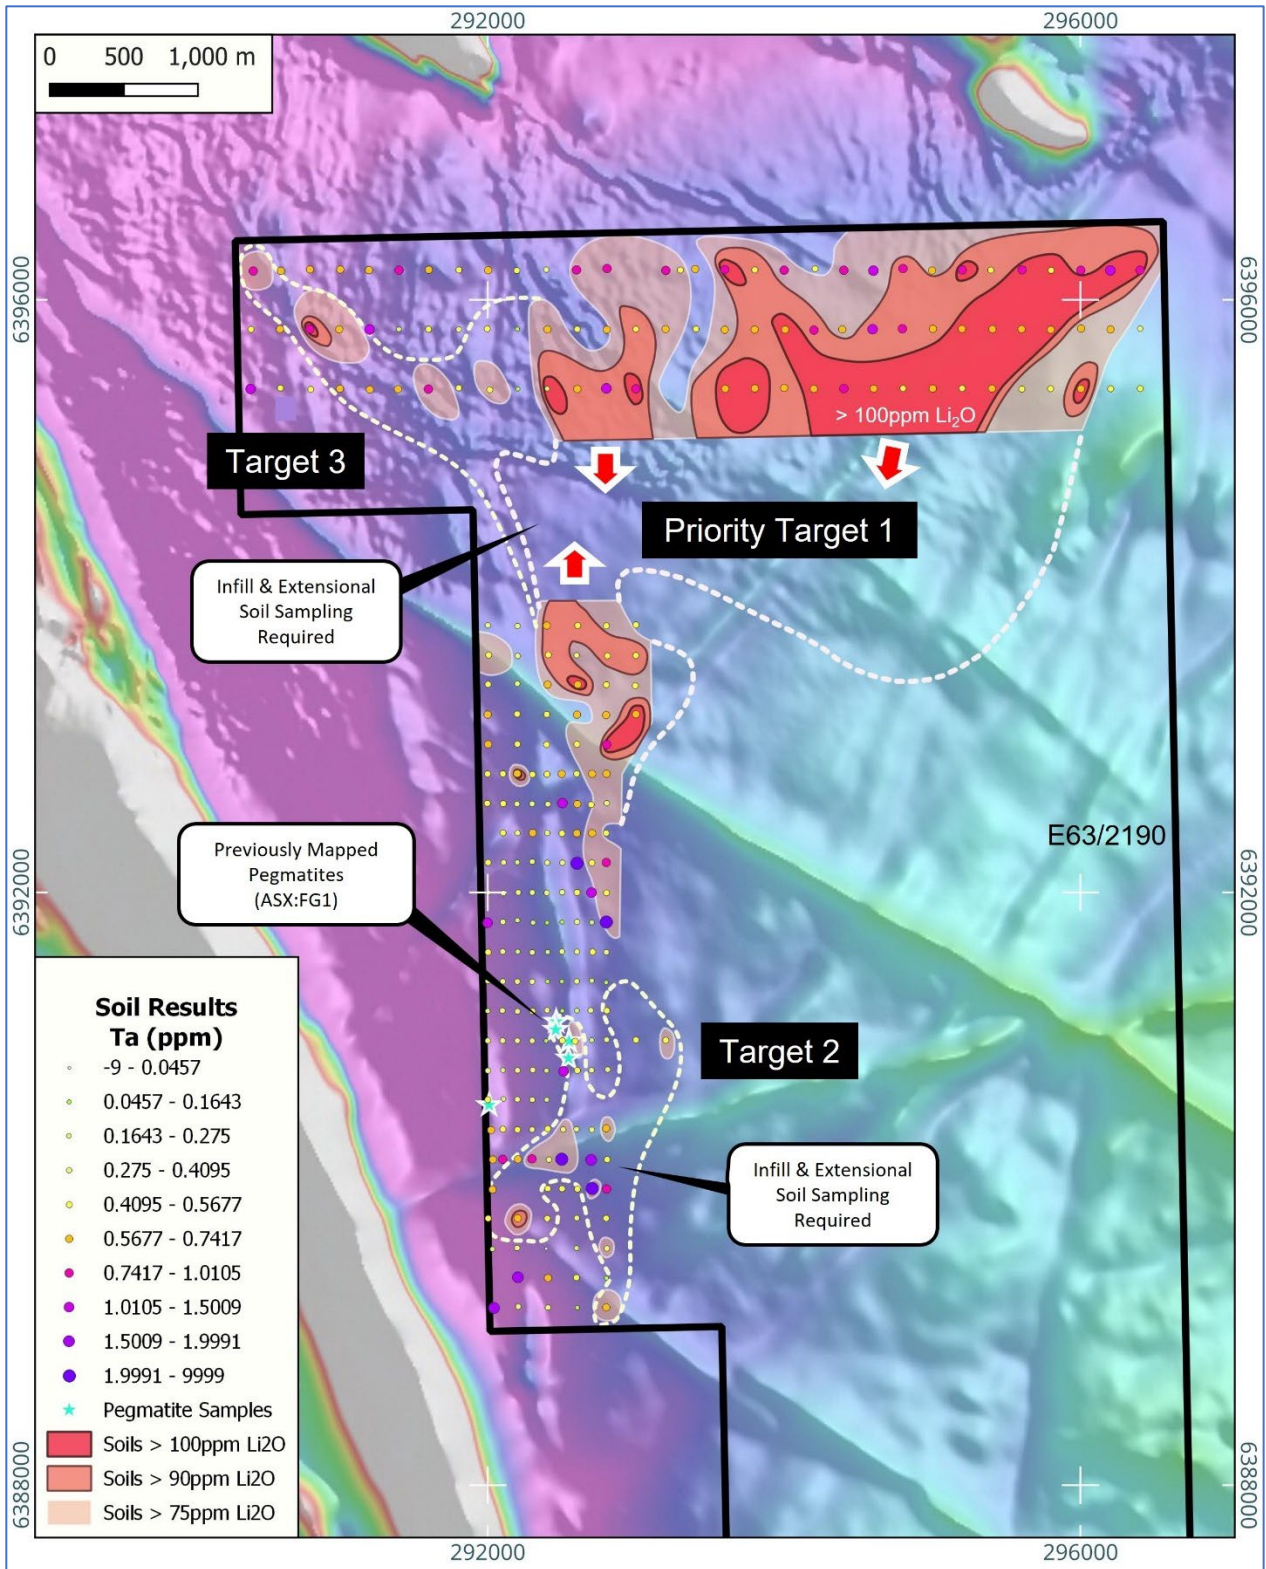 292000
296000
0 500 1,000 m
6396000
6396000
> 100ppm Li₂O
Target 3
Priority Target 1
Infill & Extensional
Soil Sampling
Required
E63/2190
Previously Mapped
Pegmatites
(ASX:FG1)
6392000
6392000
Target 2
Infill & Extensional
Soil Sampling
Required
Soil Results
Ta (ppm)
-9 - 0.0457
0.0457 - 0.1643
0.1643 - 0.275
0.275 - 0.4095
0.4095 - 0.5677
0.5677 - 0.7417
0.7417 - 1.0105
1.0105 - 1.5009
1.5009 - 1.9991
1.9991 - 9999
Pegmatite Samples
Soils > 100ppm Li2O
Soils > 90ppm Li2O
Soils > 75ppm Li2O
6388000
6388000
292000
296000